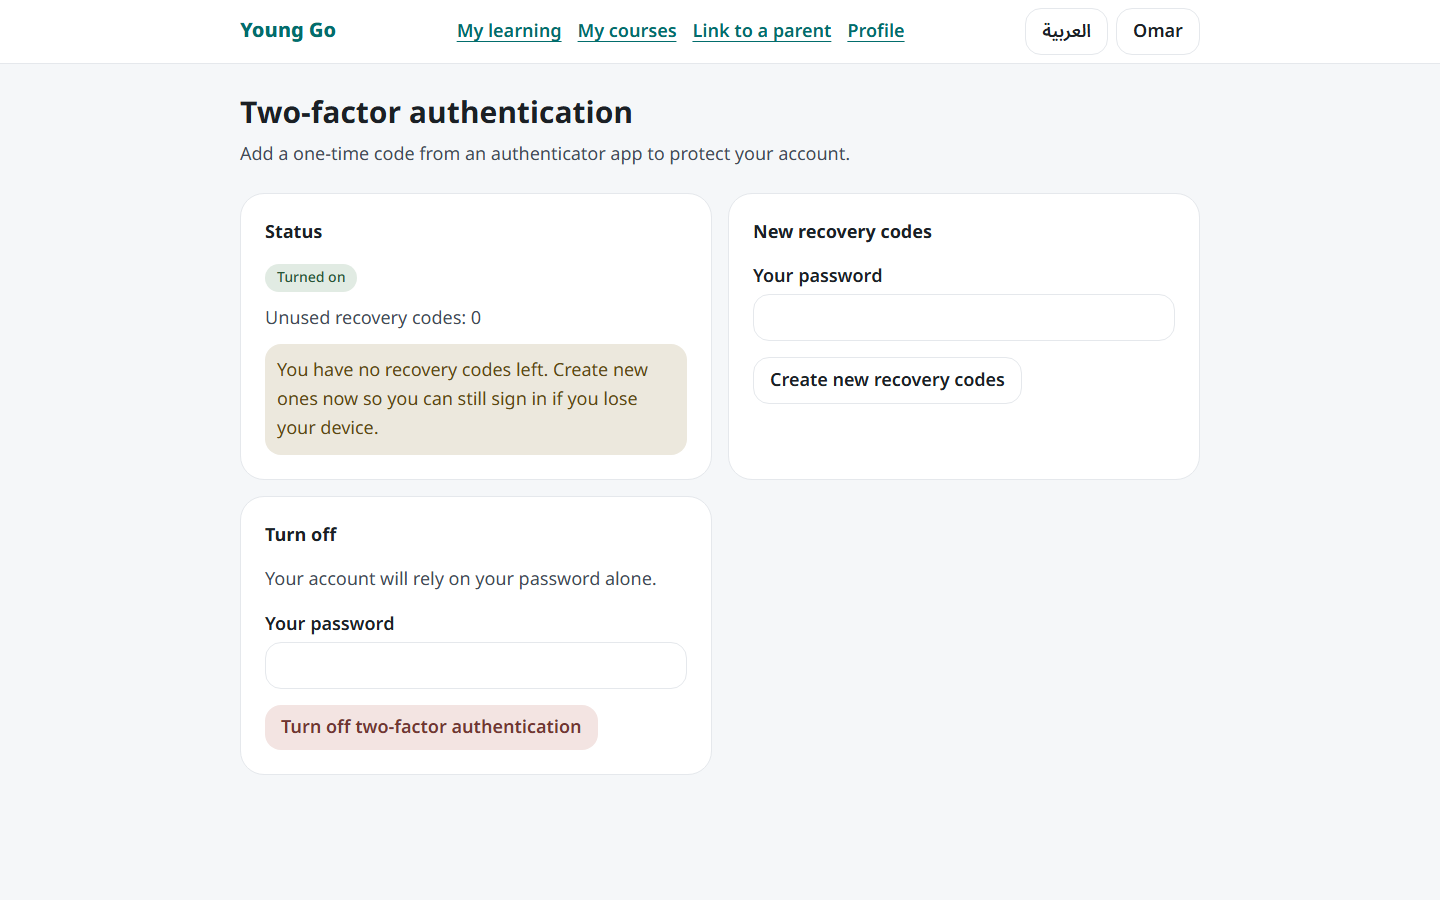 Young Go
My learning
My courses
Link to a parent
Profile
العربية
Omar
Two-factor authentication
Add a one-time code from an authenticator app to protect your account.
Status
Turned on
Unused recovery codes: 0
You have no recovery codes left. Create new
ones now so you can still sign in if you lose
your device.
New recovery codes
Your password
Create new recovery codes
Turn off
Your account will rely on your password alone.
Your password
Turn off two-factor authentication